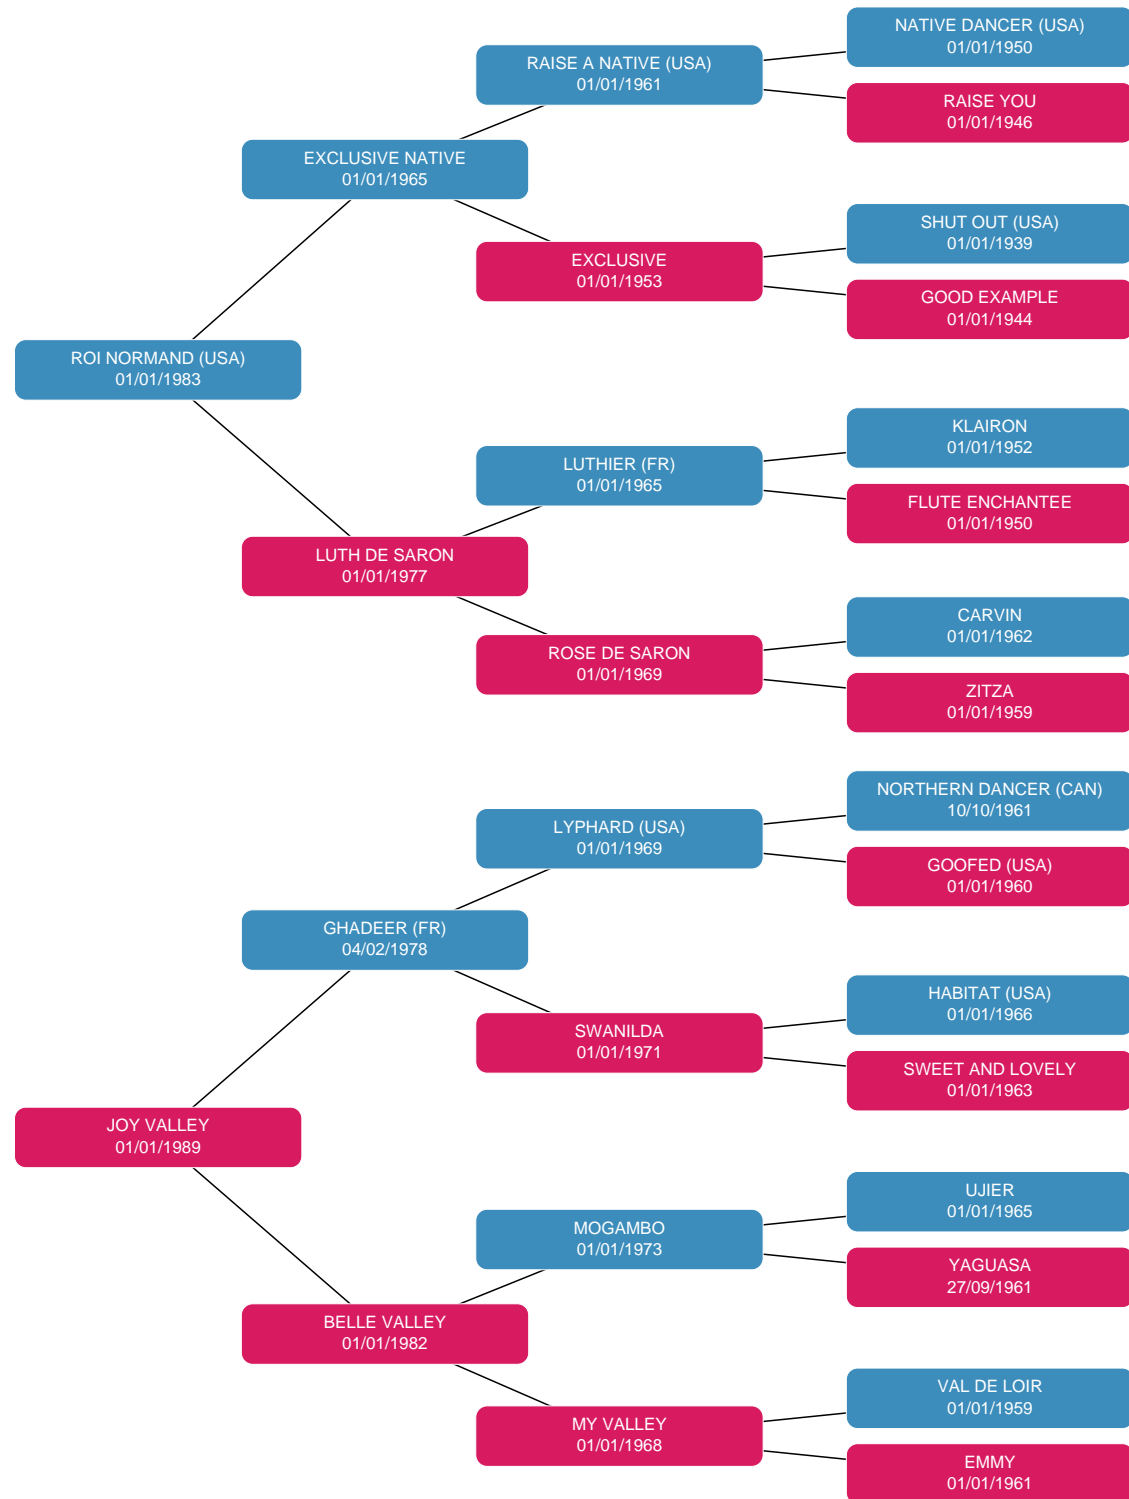 NATIVE DANCER (USA)
01/01/1950
RAISE A NATIVE (USA)
01/01/1961
RAISE YOU
01/01/1946
EXCLUSIVE NATIVE
01/01/1965
SHUT OUT (USA)
01/01/1939
EXCLUSIVE
01/01/1953
GOOD EXAMPLE
01/01/1944
ROI NORMAND (USA)
01/01/1983
KLAIRON
01/01/1952
LUTHIER (FR)
01/01/1965
FLUTE ENCHANTEE
01/01/1950
LUTH DE SARON
01/01/1977
CARVIN
01/01/1962
ROSE DE SARON
01/01/1969
ZITZA
01/01/1959
NORTHERN DANCER (CAN)
10/10/1961
LYPHARD (USA)
01/01/1969
GOOFED (USA)
01/01/1960
GHADEER (FR)
04/02/1978
HABITAT (USA)
01/01/1966
SWANILDA
01/01/1971
SWEET AND LOVELY
01/01/1963
JOY VALLEY
01/01/1989
UJIER
01/01/1965
MOGAMBO
01/01/1973
YAGUASA
27/09/1961
BELLE VALLEY
01/01/1982
VAL DE LOIR
01/01/1959
MY VALLEY
01/01/1968
EMMY
01/01/1961